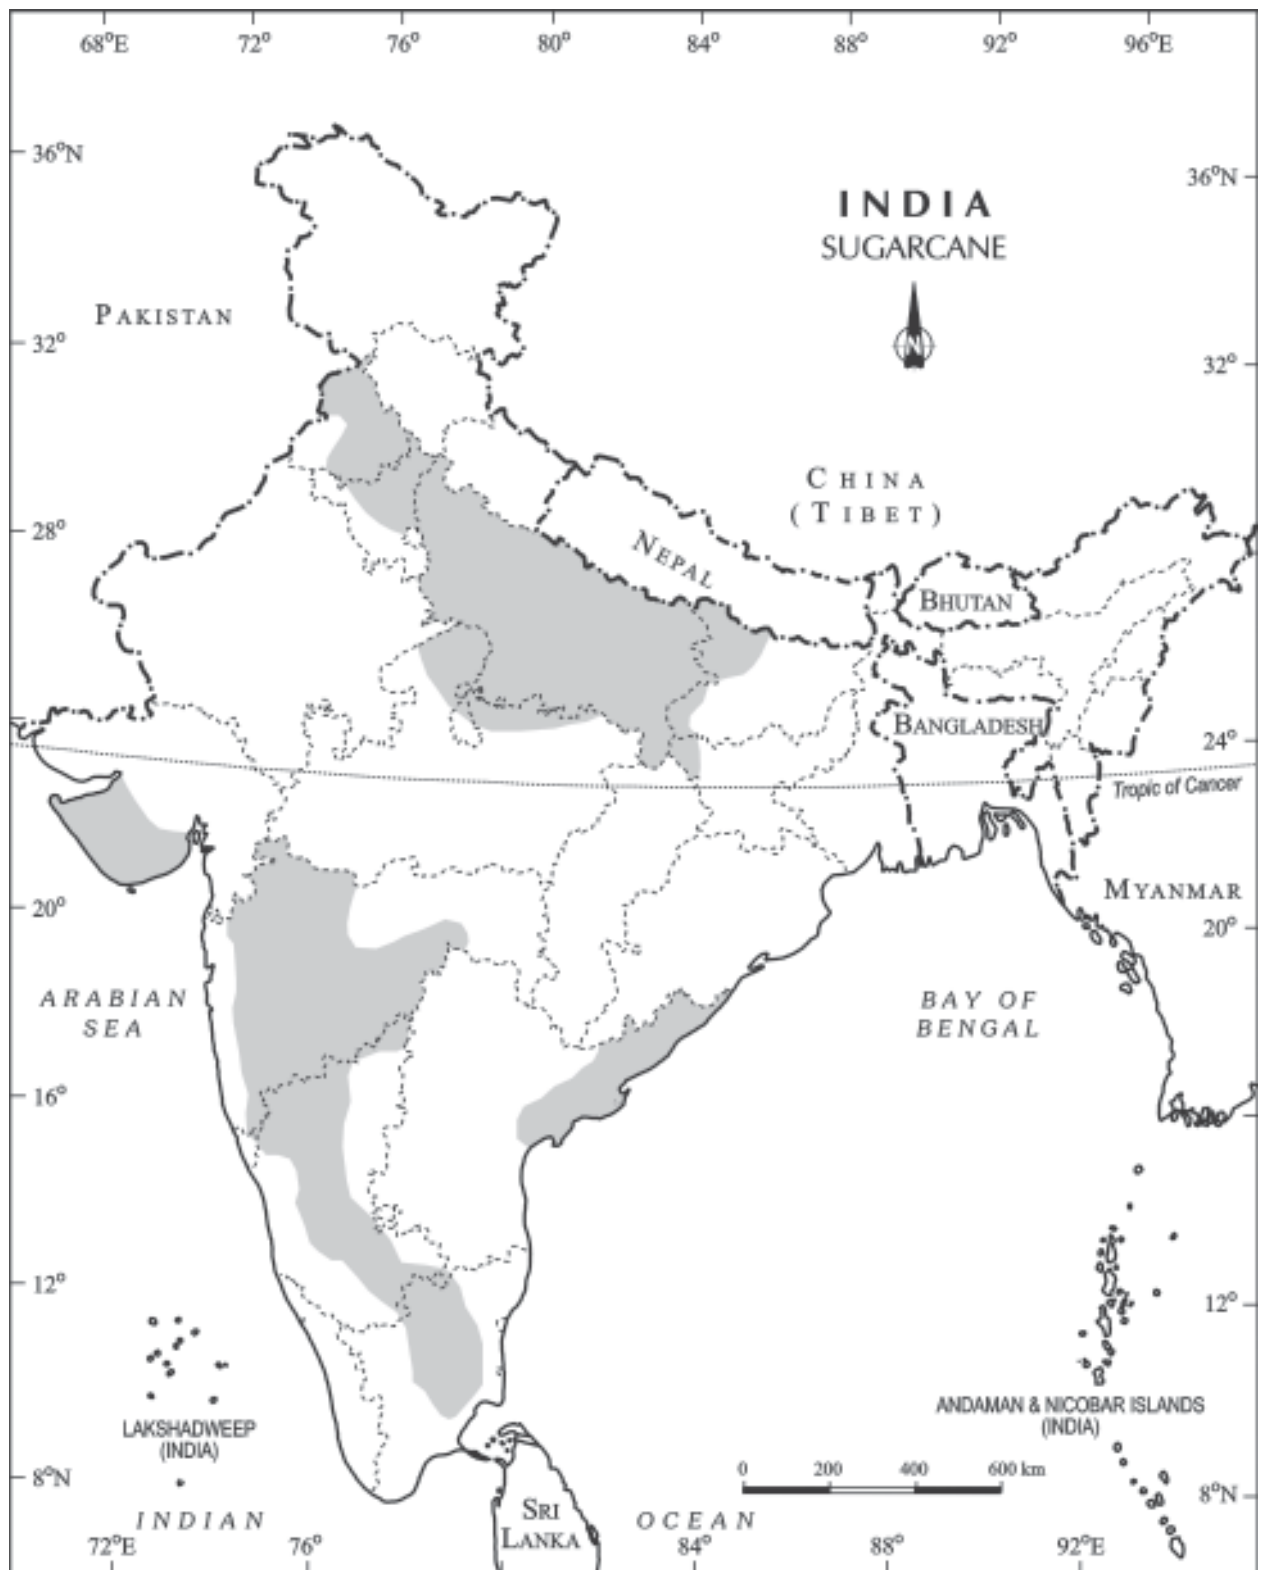 68°E 72° 76° 80° 84° 88° 92° 96°E
36°N
36°N
INDIA
SUGARCANE
N
PAKISTAN
32°
32°
CHINA
(TIBET)
28°
NEPAL
BHUTAN
BANGLADESH
24°
Tropic of Cancer
MYANMAR
20°
20°
ARABIAN
SEA
BAY OF
BENGAL
16°
12°
12°
LAKSHADWEEP
(INDIA)
ANDAMAN & NICOBAR ISLANDS
(INDIA)
0 200 400 600 km
8°N
8°N
SRI
LANKA
INDIAN OCEAN
72°E 76° 84° 88° 92°E